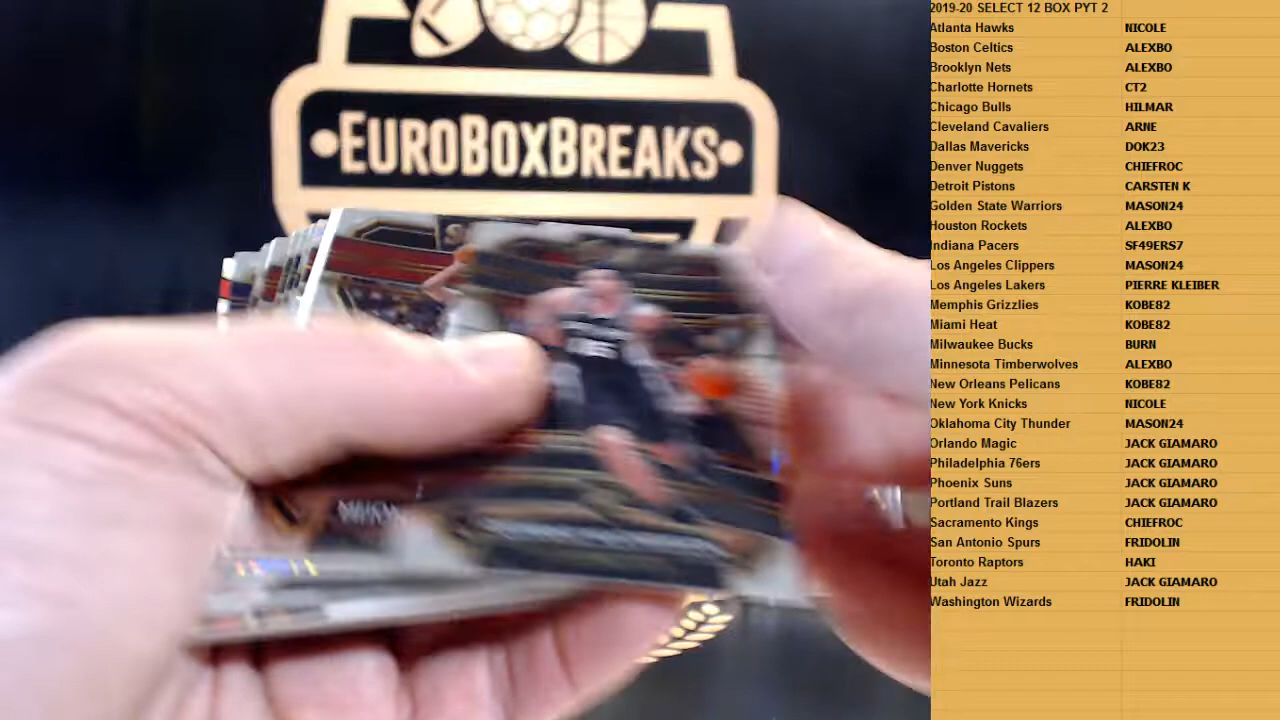 EUROBOXBREAKS
2019-20 SELECT 12 BOX PYT 2
Atlanta Hawks NICOLE
Boston Celtics ALEXBO
Brooklyn Nets ALEXBO
Charlotte Hornets CT2
Chicago Bulls HILMAR
Cleveland Cavaliers ARNE
Dallas Mavericks DOK23
Denver Nuggets CHIEFROC
Detroit Pistons CARSTEN K
Golden State Warriors MASON24
Houston Rockets ALEXBO
Indiana Pacers SF49ERS7
Los Angeles Clippers MASON24
Los Angeles Lakers PIERRE KLEIBER
Memphis Grizzlies KOBE82
Miami Heat KOBE82
Milwaukee Bucks BURN
Minnesota Timberwolves ALEXBO
New Orleans Pelicans KOBE82
New York Knicks NICOLE
Oklahoma City Thunder MASON24
Orlando Magic JACK GIAMARO
Philadelphia 76ers JACK GIAMARO
Phoenix Suns JACK GIAMARO
Portland Trail Blazers JACK GIAMARO
Sacramento Kings CHIEFROC
San Antonio Spurs FRIDOLIN
Toronto Raptors HAKI
Utah Jazz JACK GIAMARO
Washington Wizards FRIDOLIN